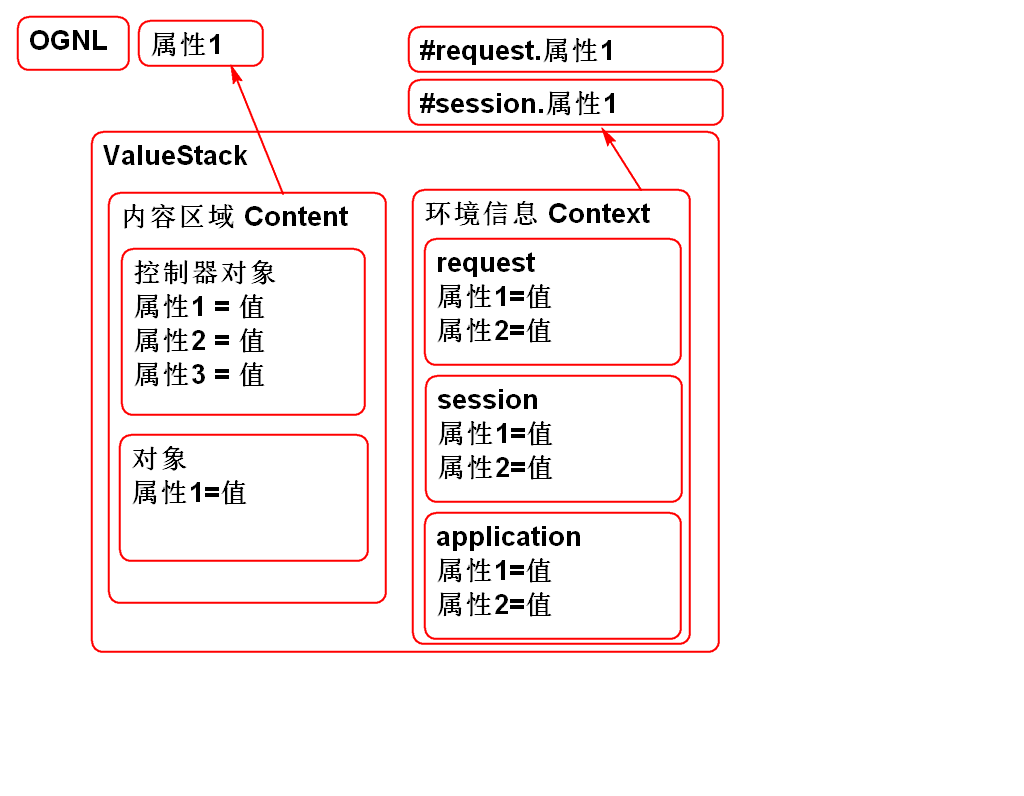 OGNL
属性1
#request.属性1
#session.属性1
ValueStack
内容区域 Content
控制器对象
属性1 = 值
属性2 = 值
属性3 = 值
对象
属性1=值
环境信息 Context
request
属性1=值
属性2=值
session
属性1=值
属性2=值
application
属性1=值
属性2=值